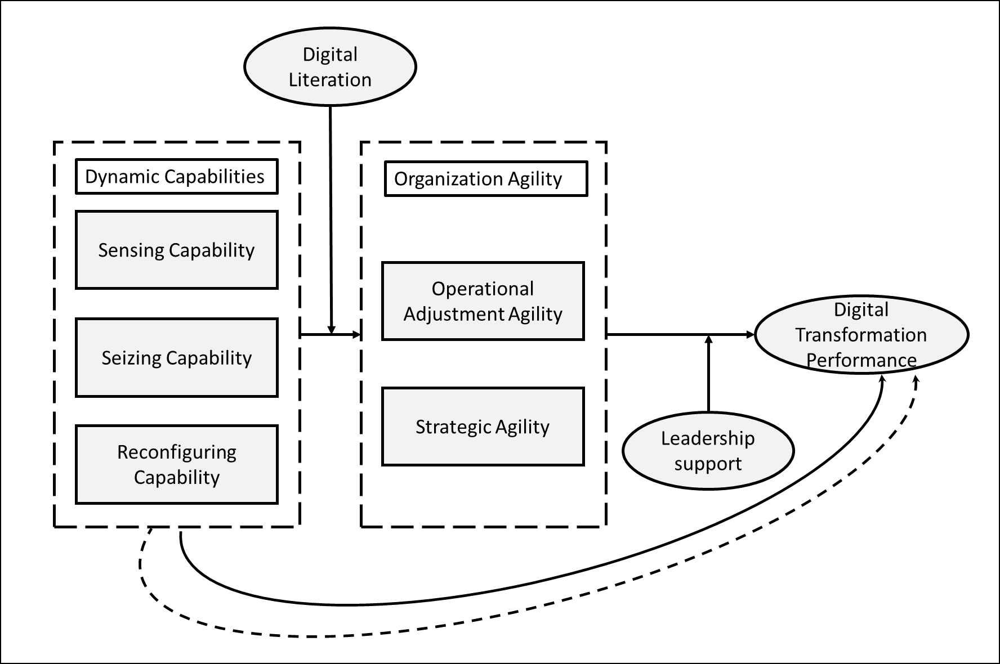 Digital
Literation
Dynamic Capabilities
Sensing Capability
Seizing Capability
Reconfiguring
Capability
Organization Agility
Operational
Adjustment Agility
Strategic Agility
Digital
Transformation
Performance
Leadership
support